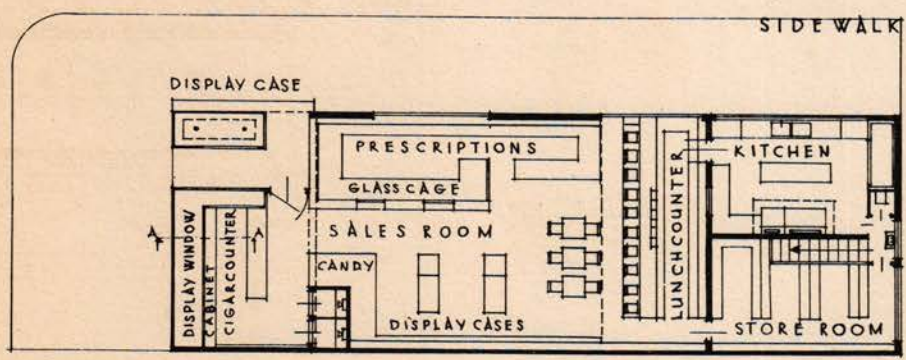 SIDEWALK
DISPLAY CASE
PRESCRIPTIONS
GLASS CAGE
KITCHEN
SALES ROOM
CANDY
DISPLAY CASES
LUNCHCOUNTER
STORE ROOM
DISPLAY WINDOW
CABINET
CIGARCOUNTER
A A